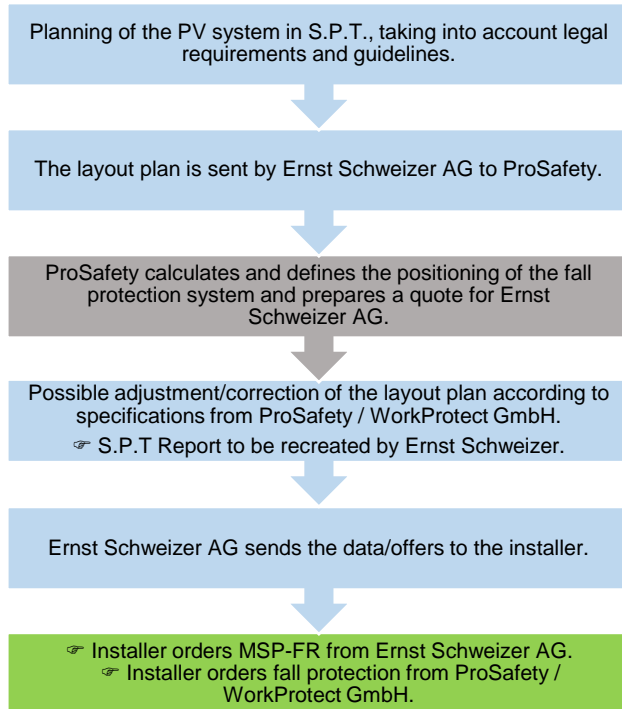 Planning of the PV system in S.P.T., taking into account legal
requirements and guidelines.
The layout plan is sent by Ernst Schweizer AG to ProSafety.
ProSafety calculates and defines the positioning of the fall
protection system and prepares a quote for Ernst
Schweizer AG.
Possible adjustment/correction of the layout plan according to
specifications from ProSafety / WorkProtect GmbH.
☞ S.P.T Report to be recreated by Ernst Schweizer.
Ernst Schweizer AG sends the data/offers to the installer.
☞ Installer orders MSP-FR from Ernst Schweizer AG.
☞ Installer orders fall protection from ProSafety /
WorkProtect GmbH.